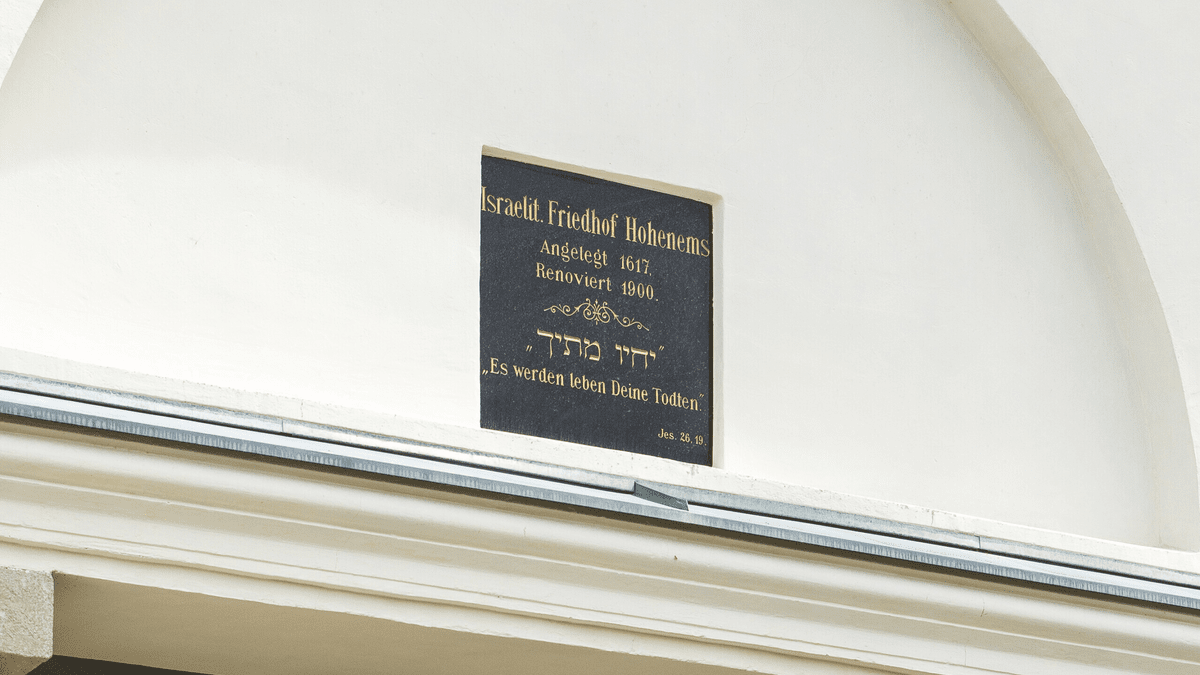 Israelit. Friedhof Hohenems
Angelegt 1617.
Renoviert 1900.
„יחיו מתיך”
„Es werden leben Deine Todten.”
Jes. 26, 19.